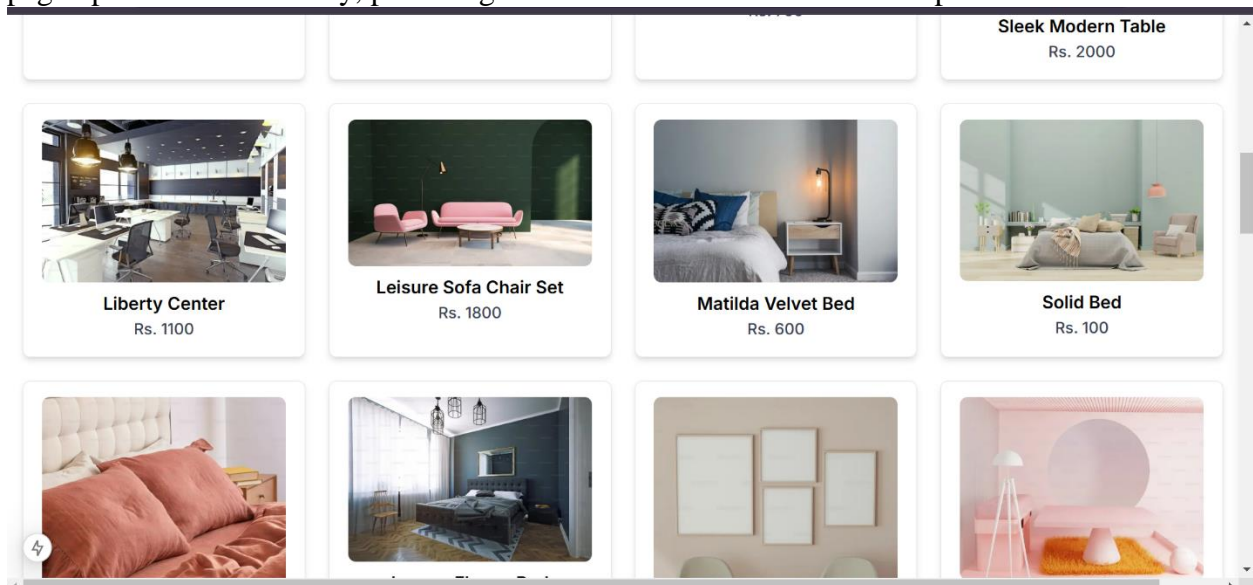 Sleek Modern Table
Rs. 2000
Liberty Center
Rs. 1100
Leisure Sofa Chair Set
Rs. 1800
Matilda Velvet Bed
Rs. 600
Solid Bed
Rs. 100